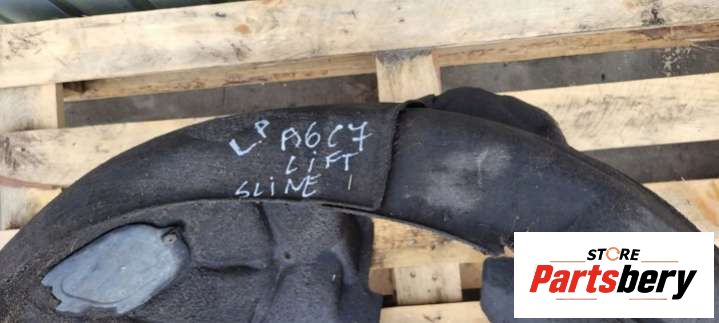 LP A6C7
LIFT
SLINE
STORE
Partsbery